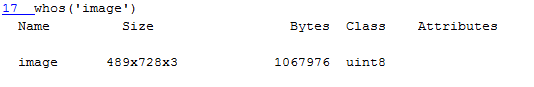 17  whos('image')
Name Size Bytes Class Attributes
image 489x728x3 1067976 uint8